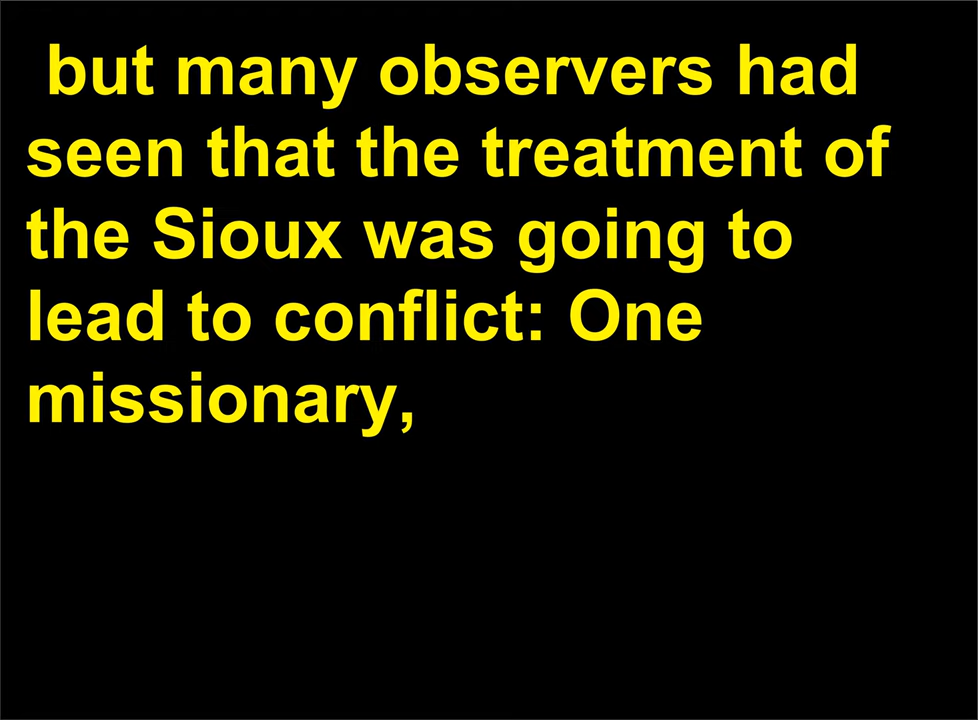 but many observers had
seen that the treatment of
the Sioux was going to
lead to conflict: One
missionary,